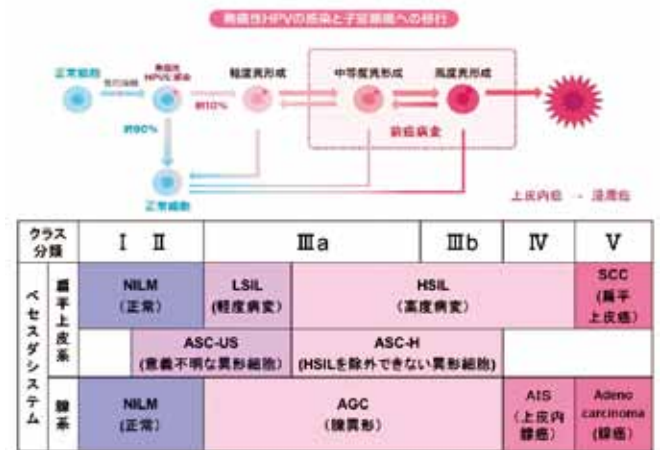 発癌性HPVの感染と子宮頸癌への移行
正常細胞
発癌性
HPV感染
軽度異形成
中等度異形成
高度異形成
約10%
約90%
前癌病変
正常細胞
上皮内癌 → 浸潤癌
クラス分類
I II
IIIa
IIIb
IV
V
ベセスダシステム
扁平上皮系
NILM
(正常)
LSIL
(軽度病変)
HSIL
(高度病変)
SCC
(扁平
上皮癌)
ASC-US
(意義不明な異形細胞)
ASC-H
(HSILを除外できない異形細胞)
腺系
NILM
(正常)
AGC
(腺異形)
AIS
(上皮内
腺癌)
Adeno
carcinoma
(腺癌)